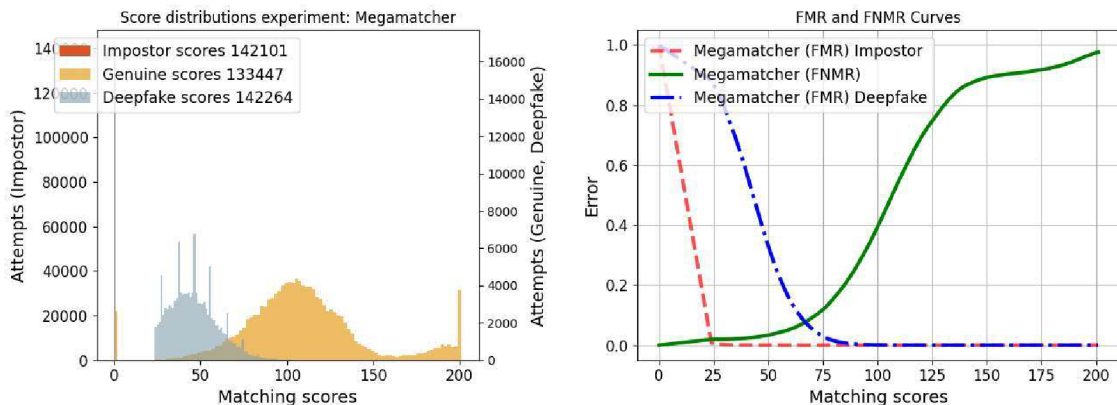 Score distributions experiment: Megamatcher
Impostor scores 142101
Genuine scores 133447
Deepfake scores 142264
140000
120000
100000
80000
60000
40000
20000
0
Attempts (Impostor)
16000
14000
12000
10000
8000
6000
4000
2000
0
Attempts (Genuine, Deepfake)
0 50 100 150 200
Matching scores
FMR and FNMR Curves
Megamatcher (FMR) Impostor
Megamatcher (FNMR)
Megamatcher (FMR) Deepfake
1.0
0.8
0.6
0.4
0.2
0.0
Error
0 25 50 75 100 125 150 175 200
Matching scores